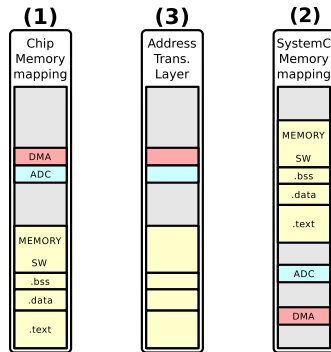 (1)
Chip
Memory
mapping
DMA
ADC
MEMORY
SW
.bss
.data
.text
(3)
Address
Trans.
Layer
(2)
SystemC
Memory
mapping
MEMORY
SW
.bss
.data
.text
ADC
DMA